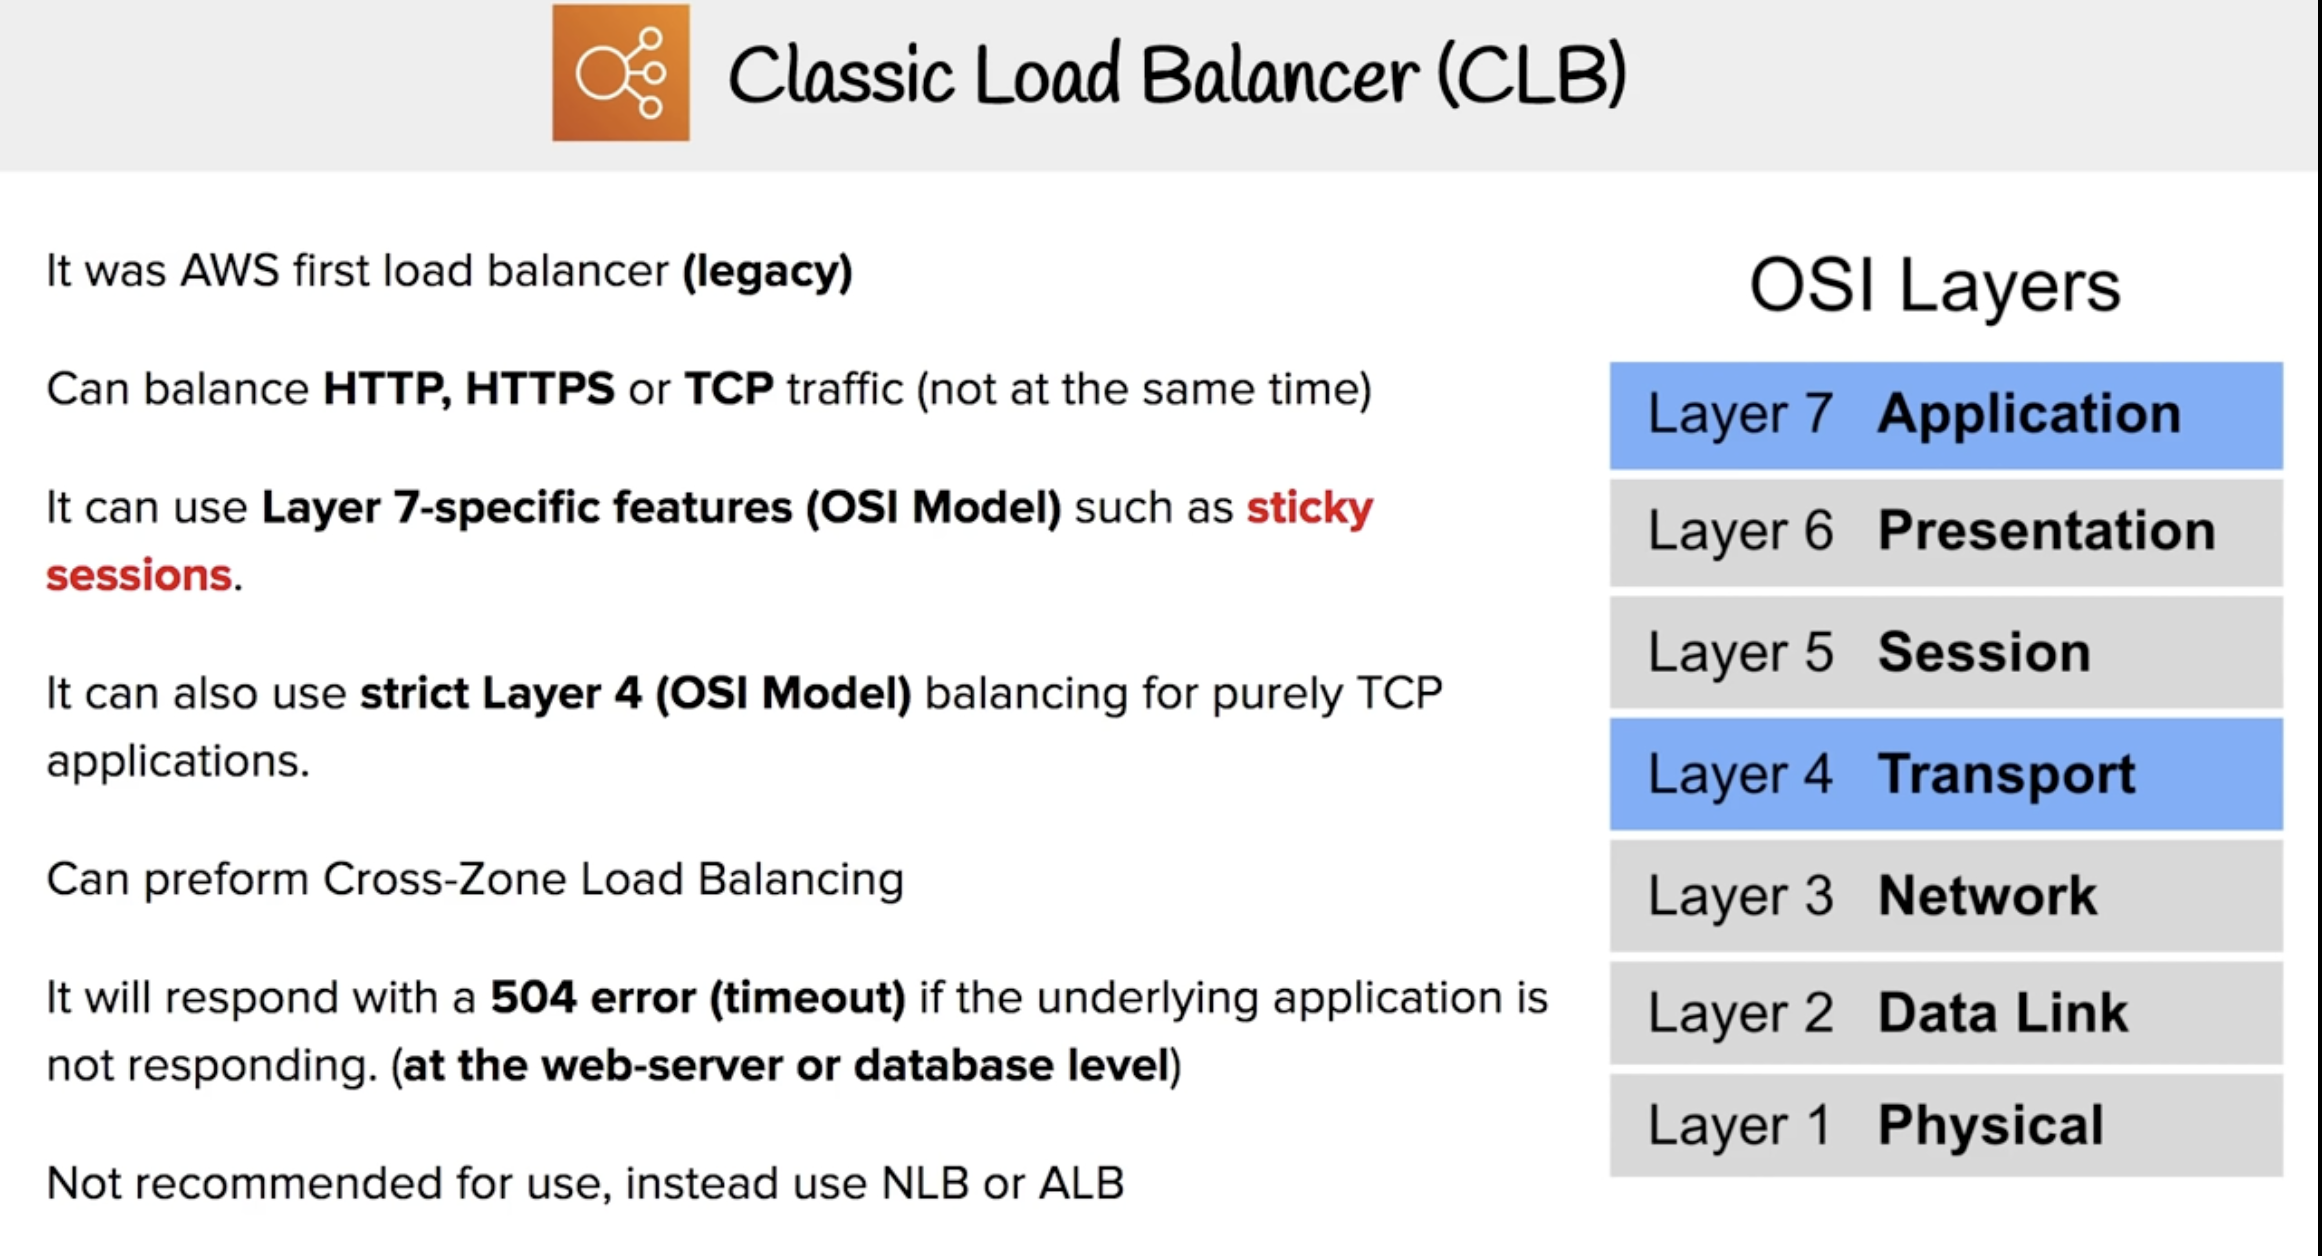 Classic Load Balancer (CLB)
It was AWS first load balancer (legacy)
Can balance HTTP, HTTPS or TCP traffic (not at the same time)
It can use Layer 7-specific features (OSI Model) such as sticky
sessions.
It can also use strict Layer 4 (OSI Model) balancing for purely TCP
applications.
Can preform Cross-Zone Load Balancing
It will respond with a 504 error (timeout) if the underlying application is
not responding. (at the web-server or database level)
Not recommended for use, instead use NLB or ALB
OSI Layers
Layer 7 Application
Layer 6 Presentation
Layer 5 Session
Layer 4 Transport
Layer 3 Network
Layer 2 Data Link
Layer 1 Physical